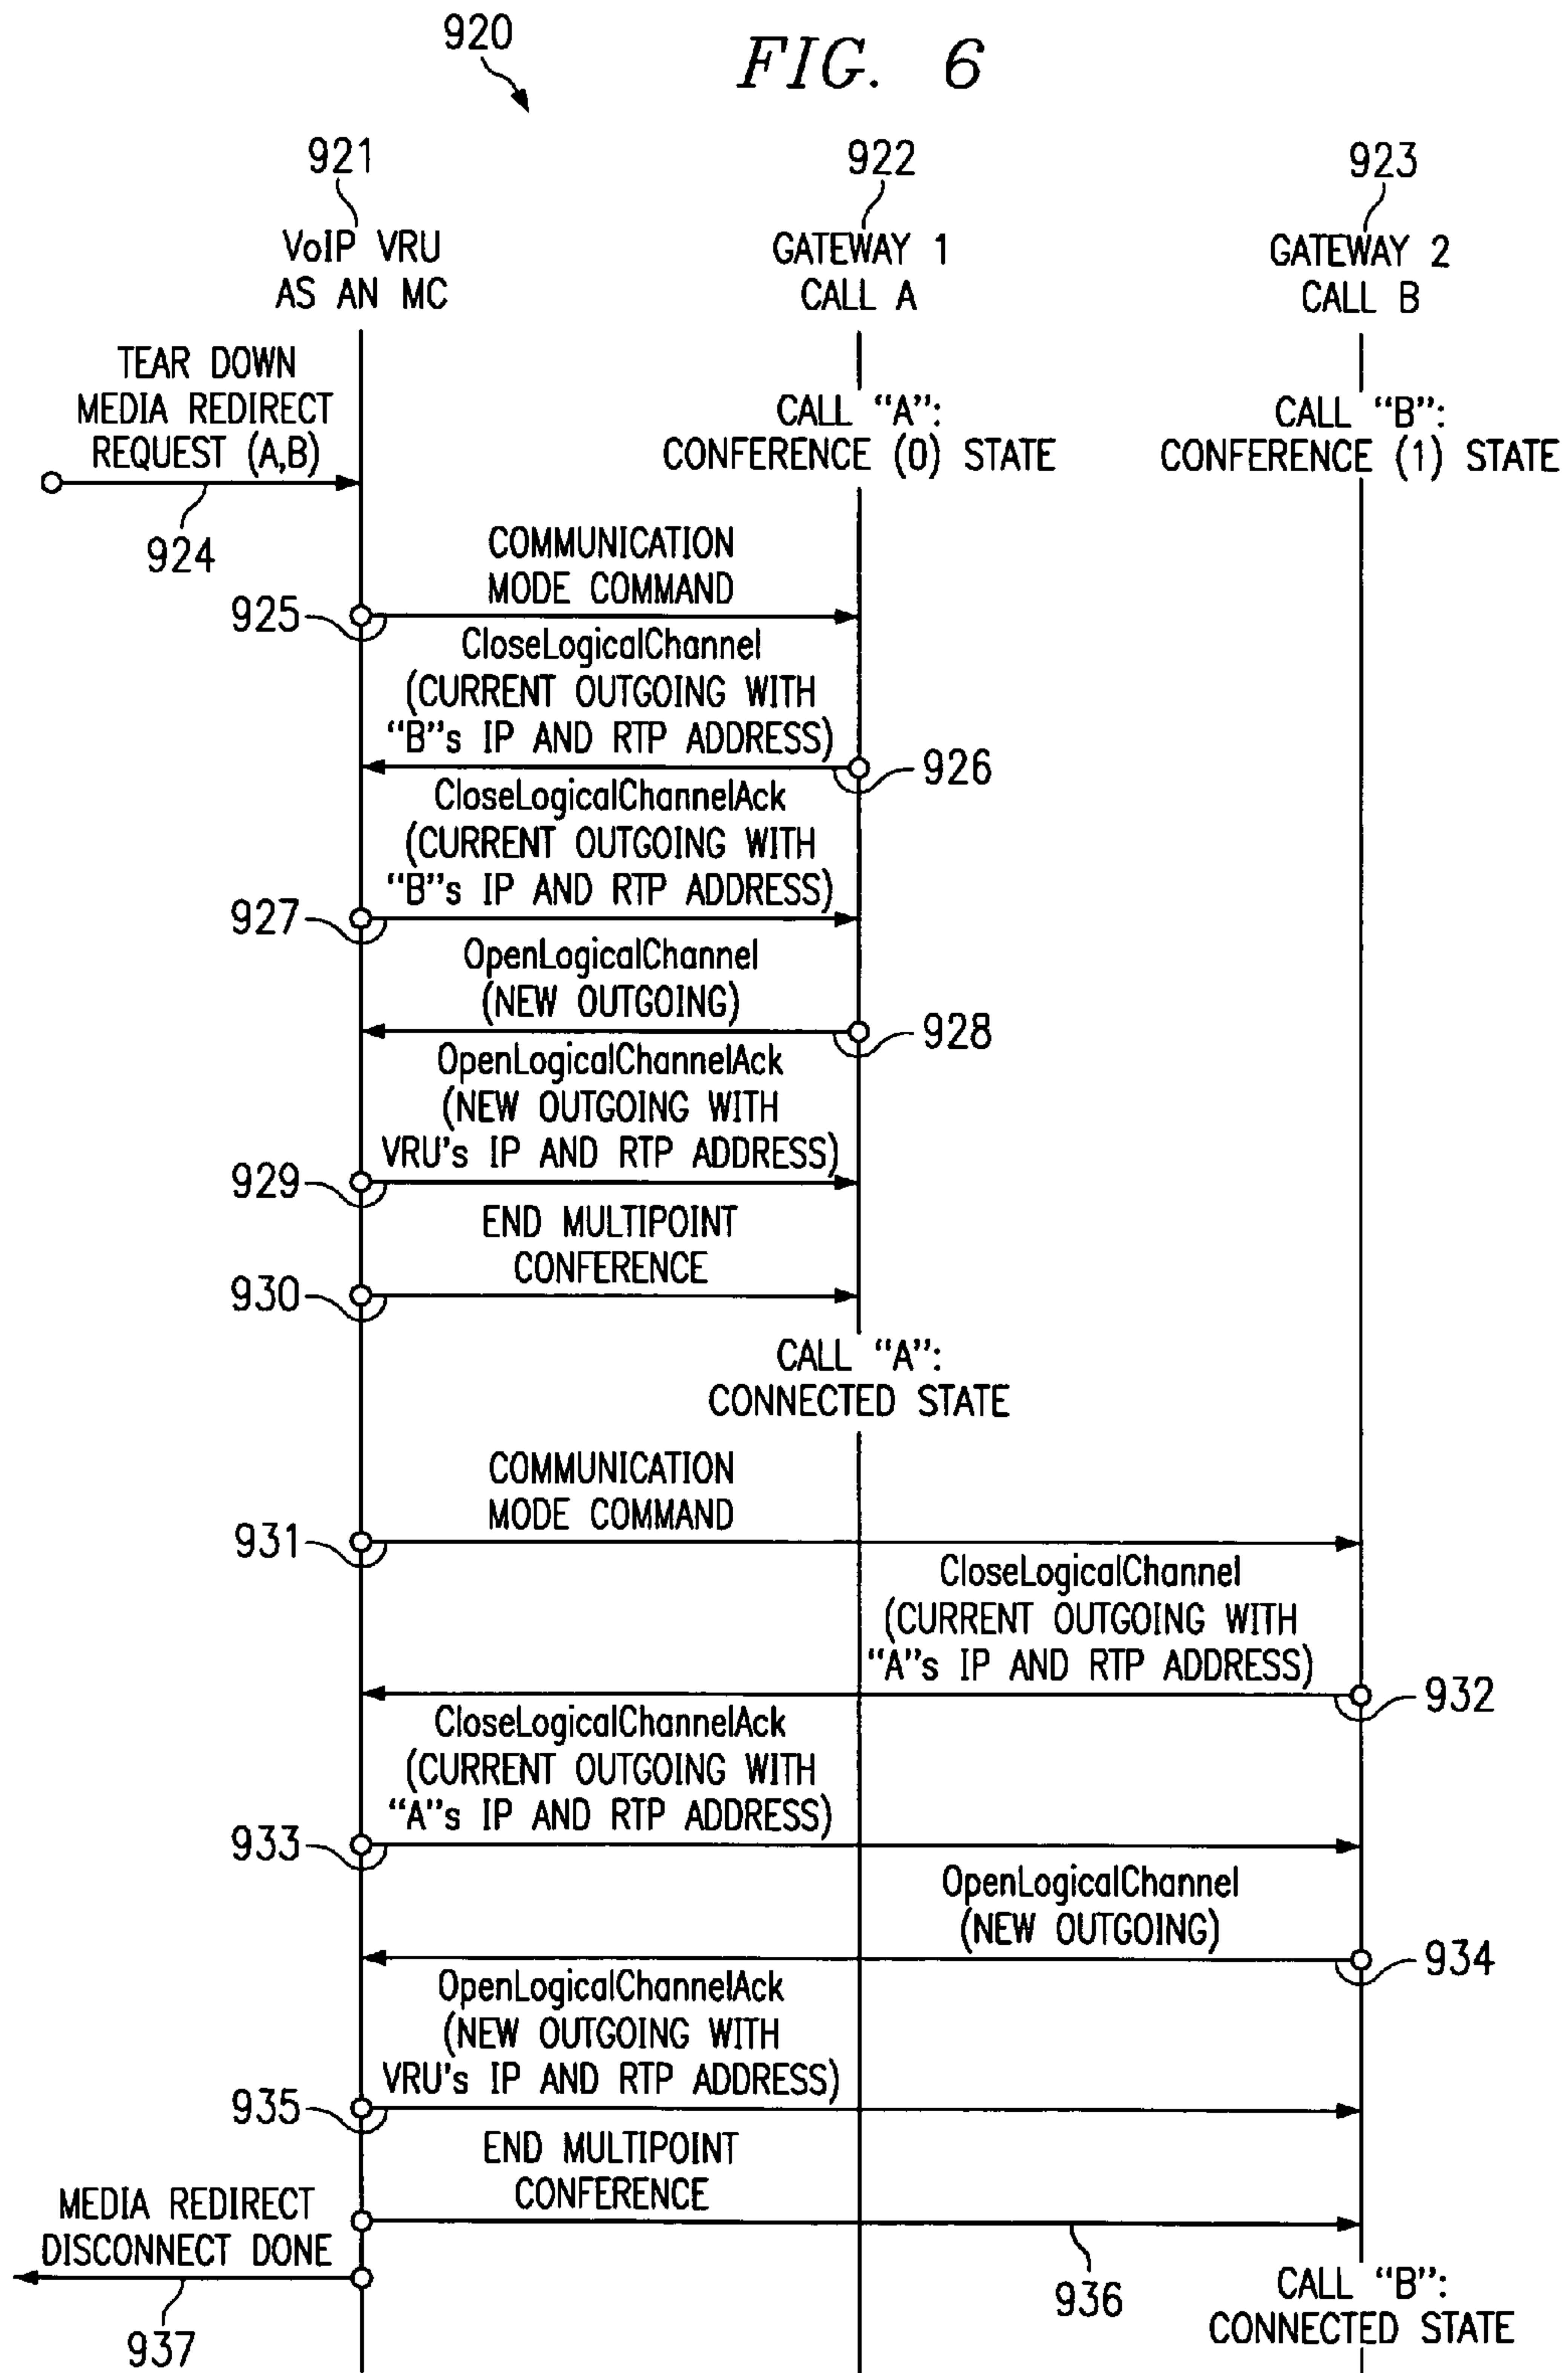 920
FIG. 6
921
922
923
VoIP VRU
AS AN MC
GATEWAY 1
CALL A
GATEWAY 2
CALL B
TEAR DOWN
MEDIA REDIRECT
REQUEST (A,B)
924
CALL "A":
CONFERENCE (0) STATE
CALL "B":
CONFERENCE (1) STATE
COMMUNICATION
MODE COMMAND
925
CloseLogicalChannel
(CURRENT OUTGOING WITH
"B"s IP AND RTP ADDRESS)
926
CloseLogicalChannelAck
(CURRENT OUTGOING WITH
"B"s IP AND RTP ADDRESS)
927
OpenLogicalChannel
(NEW OUTGOING)
928
OpenLogicalChannelAck
(NEW OUTGOING WITH
VRU's IP AND RTP ADDRESS)
929
END MULTIPOINT
CONFERENCE
930
CALL "A":
CONNECTED STATE
COMMUNICATION
MODE COMMAND
931
CloseLogicalChannel
(CURRENT OUTGOING WITH
"A"s IP AND RTP ADDRESS)
932
CloseLogicalChannelAck
(CURRENT OUTGOING WITH
"A"s IP AND RTP ADDRESS)
933
OpenLogicalChannel
(NEW OUTGOING)
934
OpenLogicalChannelAck
(NEW OUTGOING WITH
VRU's IP AND RTP ADDRESS)
935
END MULTIPOINT
CONFERENCE
936
MEDIA REDIRECT
DISCONNECT DONE
937
CALL "B":
CONNECTED STATE